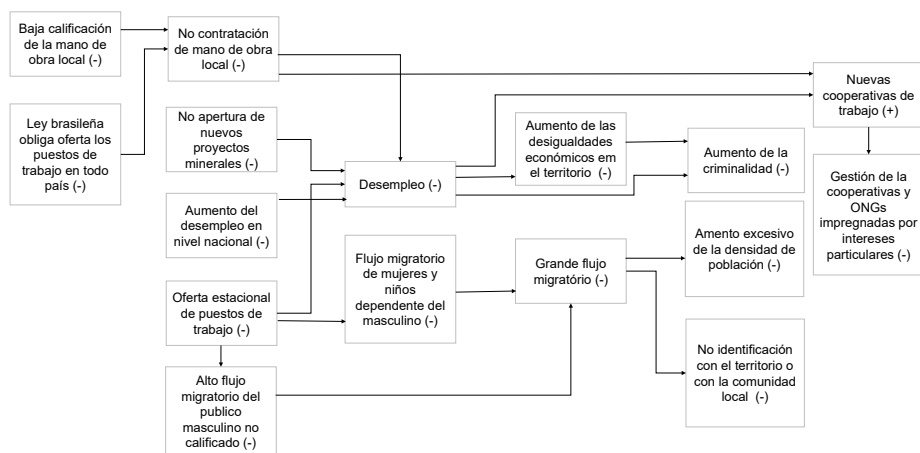 Baja calificación
de la mano de
obra local (-)
No contratación
de mano de obra
local (-)
Ley brasileña
obliga oferta los
puestos de
trabajo en todo
país (-)
No apertura de
nuevos
proyectos
minerales (-)
Aumento del
desempleo en
nivel nacional (-)
Oferta estacional
de puestos de
trabajo (-)
Alto flujo
migratorio del
publico
masculino no
calificado (-)
Desempleo (-)
Flujo migratorio
de mujeres y
niños
dependente del
masculino (-)
Aumento de las
desigualdades
económicos em
el territorio (-)
Grande flujo
migratório (-)
Aumento de la
criminalidad (-)
Amento excesivo
de la densidad de
población (-)
No identificación
con el territorio o
con la comunidad
local (-)
Nuevas
cooperativas de
trabajo (+)
Gestión de la
cooperativas y
ONGs
impregnadas por
intereses
particulares (-)